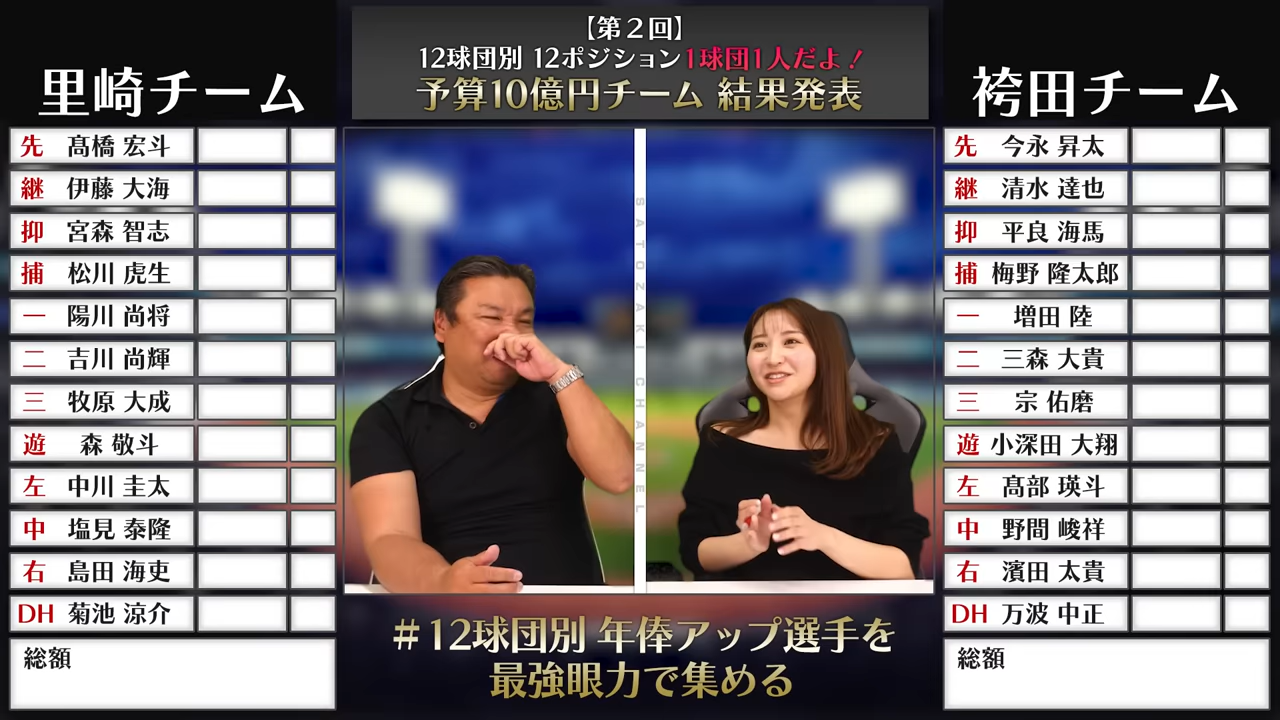 【第2回】
12球団別 12ポジション1球団1人だよ！
予算10億円チーム 結果発表
里崎チーム
先 髙橋 宏斗
継 伊藤 大海
抑 宮森 智志
捕 松川 虎生
一 陽川 尚将
二 吉川 尚輝
三 牧原 大成
遊 森 敬斗
左 中川 圭太
中 塩見 泰隆
右 島田 海吏
DH 菊池 涼介
総額
SATOZAKI CHANNEL
袴田チーム
先 今永 昇太
継 清水 達也
抑 平良 海馬
捕 梅野 隆太郎
一 増田 陸
二 三森 大貴
三 宗 佑磨
遊 小深田 大翔
左 髙部 瑛斗
中 野間 峻祥
右 濱田 太貴
DH 万波 中正
総額
＃12球団別 年俸アップ選手を
最強眼力で集める